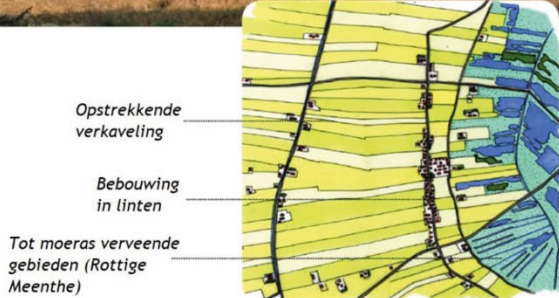 Opstrekkende
verkaveling
Bebouwing
in linten
Tot moeras verveende
gebieden (Rottige
Meenthe)